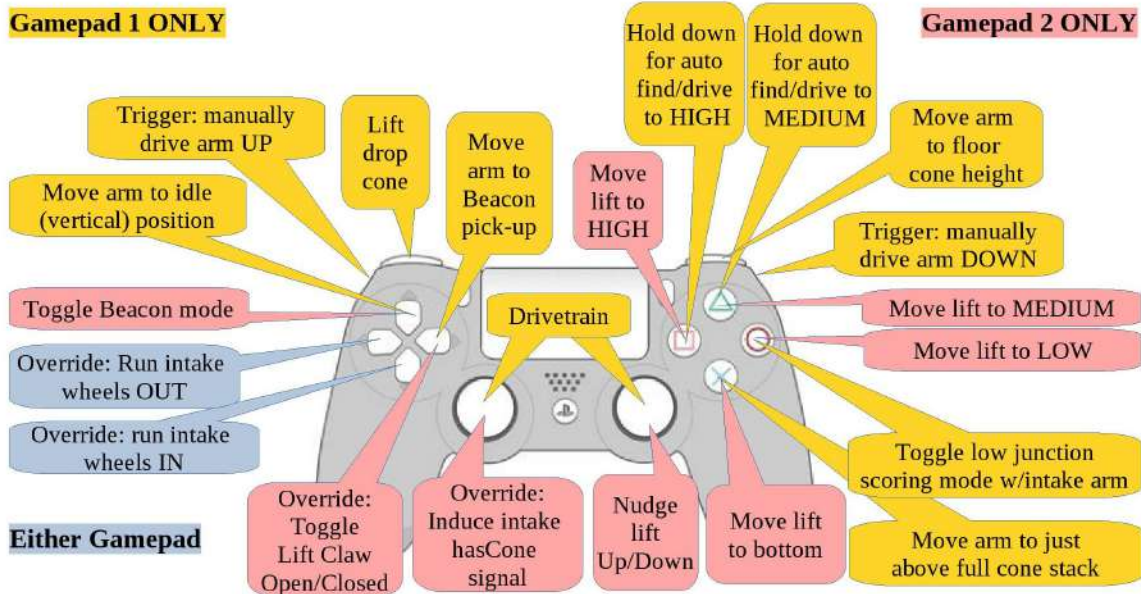 Gamepad 1 ONLY
Gamepad 2 ONLY
Trigger: manually
drive arm UP
Lift
drop
cone
Move
arm to
Beacon
pick-up
Hold down
for auto
find/drive
to HIGH
Hold down
for auto
find/drive to
MEDIUM
Move arm
to floor
cone height
Move arm to idle
(vertical) position
Move
lift to
HIGH
Trigger: manually
drive arm DOWN
Toggle Beacon mode
Drivetrain
Move lift to MEDIUM
Override: Run intake
wheels OUT
Move lift to LOW
Override: run intake
wheels IN
Toggle low junction
scoring mode w/intake arm
Either Gamepad
Override:
Toggle
Lift Claw
Open/Closed
Override:
Induce intake
hasCone
signal
Nudge
lift
Up/Down
Move lift
to bottom
Move arm to just
above full cone stack